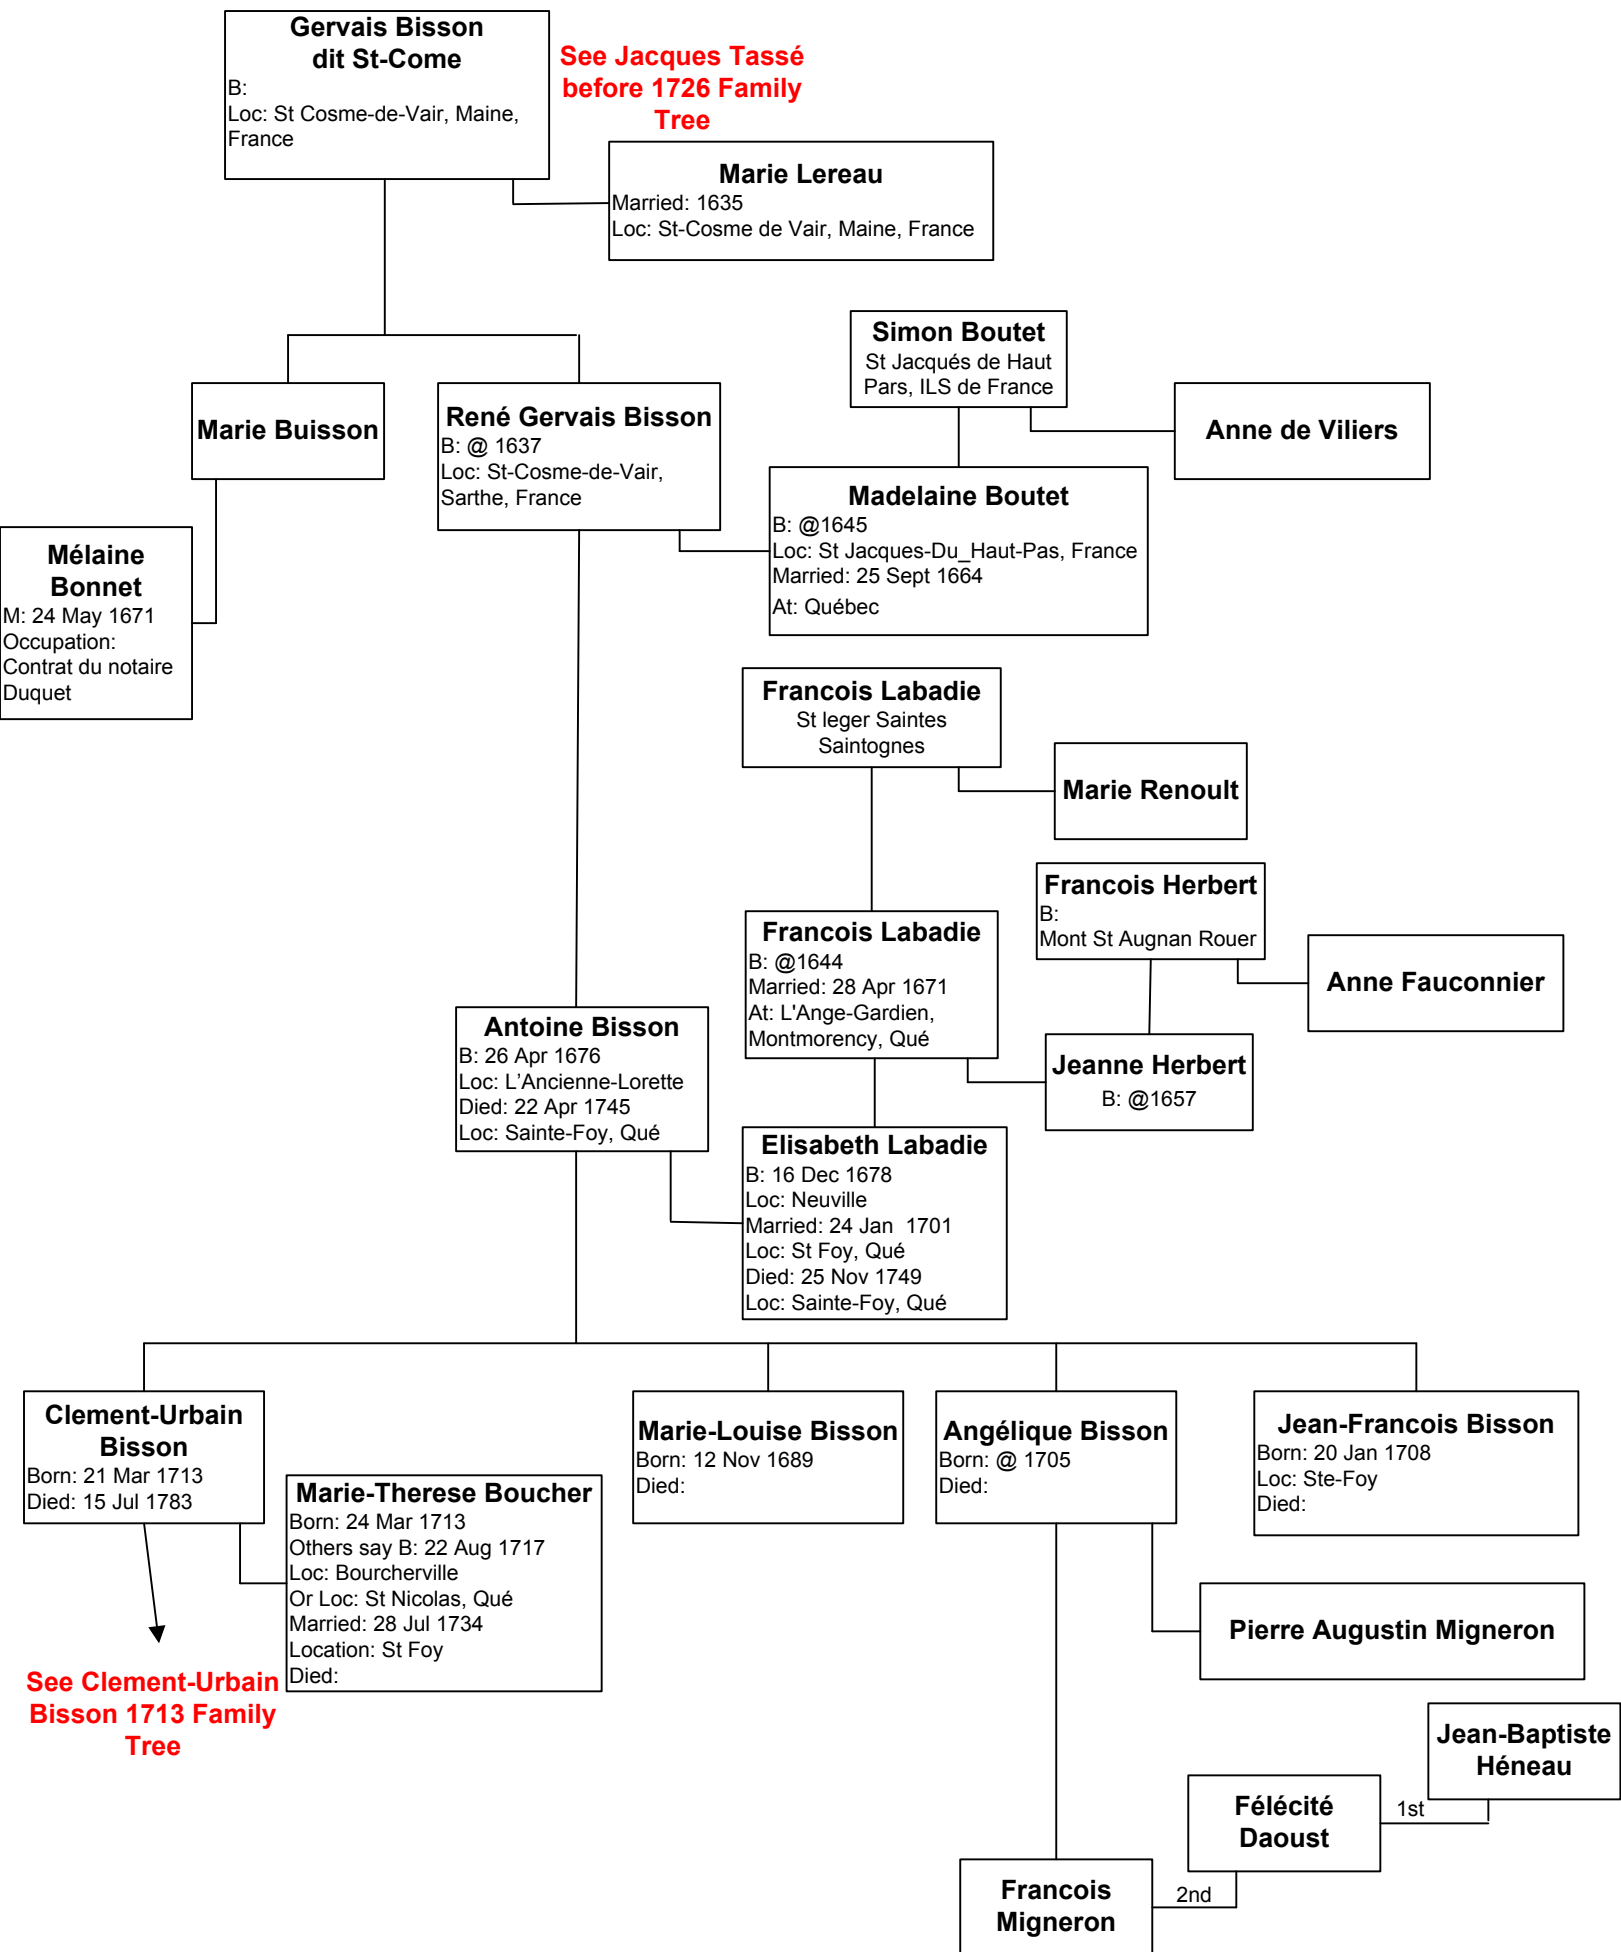 Gervais Bisson
dit St-Come
B:
Loc: St Cosme-de-Vair, Maine,
France
See Jacques Tassé
before 1726 Family
Tree
Marie Lereau
Married: 1635
Loc: St-Cosme de Vair, Maine, France
Simon Boutet
St Jacqués de Haut
Pars, ILS de France
Anne de Viliers
Marie Buisson
René Gervais Bisson
B: @ 1637
Loc: St-Cosme-de-Vair,
Sarthe, France
Madelaine Boutet
B: @1645
Loc: St Jacques-Du_Haut-Pas, France
Married: 25 Sept 1664
At: Québec
Mélaine
Bonnet
M: 24 May 1671
Occupation:
Contrat du notaire
Duquet
Francois Labadie
St leger Saintes
Saintognes
Marie Renoult
Francois Herbert
B:
Mont St Augnan Rouer
Anne Fauconnier
Francois Labadie
B: @1644
Married: 28 Apr 1671
At: L'Ange-Gardien,
Montmorency, Qué
Jeanne Herbert
B: @1657
Antoine Bisson
B: 26 Apr 1676
Loc: L’Ancienne-Lorette
Died: 22 Apr 1745
Loc: Sainte-Foy, Qué
Elisabeth Labadie
B: 16 Dec 1678
Loc: Neuville
Married: 24 Jan  1701
Loc: St Foy, Qué
Died: 25 Nov 1749
Loc: Sainte-Foy, Qué
Clement-Urbain
Bisson
Born: 21 Mar 1713
Died: 15 Jul 1783
Marie-Therese Boucher
Born: 24 Mar 1713
Others say B: 22 Aug 1717
Loc: Bourcherville
Or Loc: St Nicolas, Qué
Married: 28 Jul 1734
Location: St Foy
Died:
Marie-Louise Bisson
Born: 12 Nov 1689
Died:
Angélique Bisson
Born: @ 1705
Died:
Jean-Francois Bisson
Born: 20 Jan 1708
Loc: Ste-Foy
Died:
Pierre Augustin Migneron
See Clement-Urbain
Bisson 1713 Family
Tree
Jean-Baptiste
Héneau
1st
Félécité
Daoust
2nd
Francois
Migneron